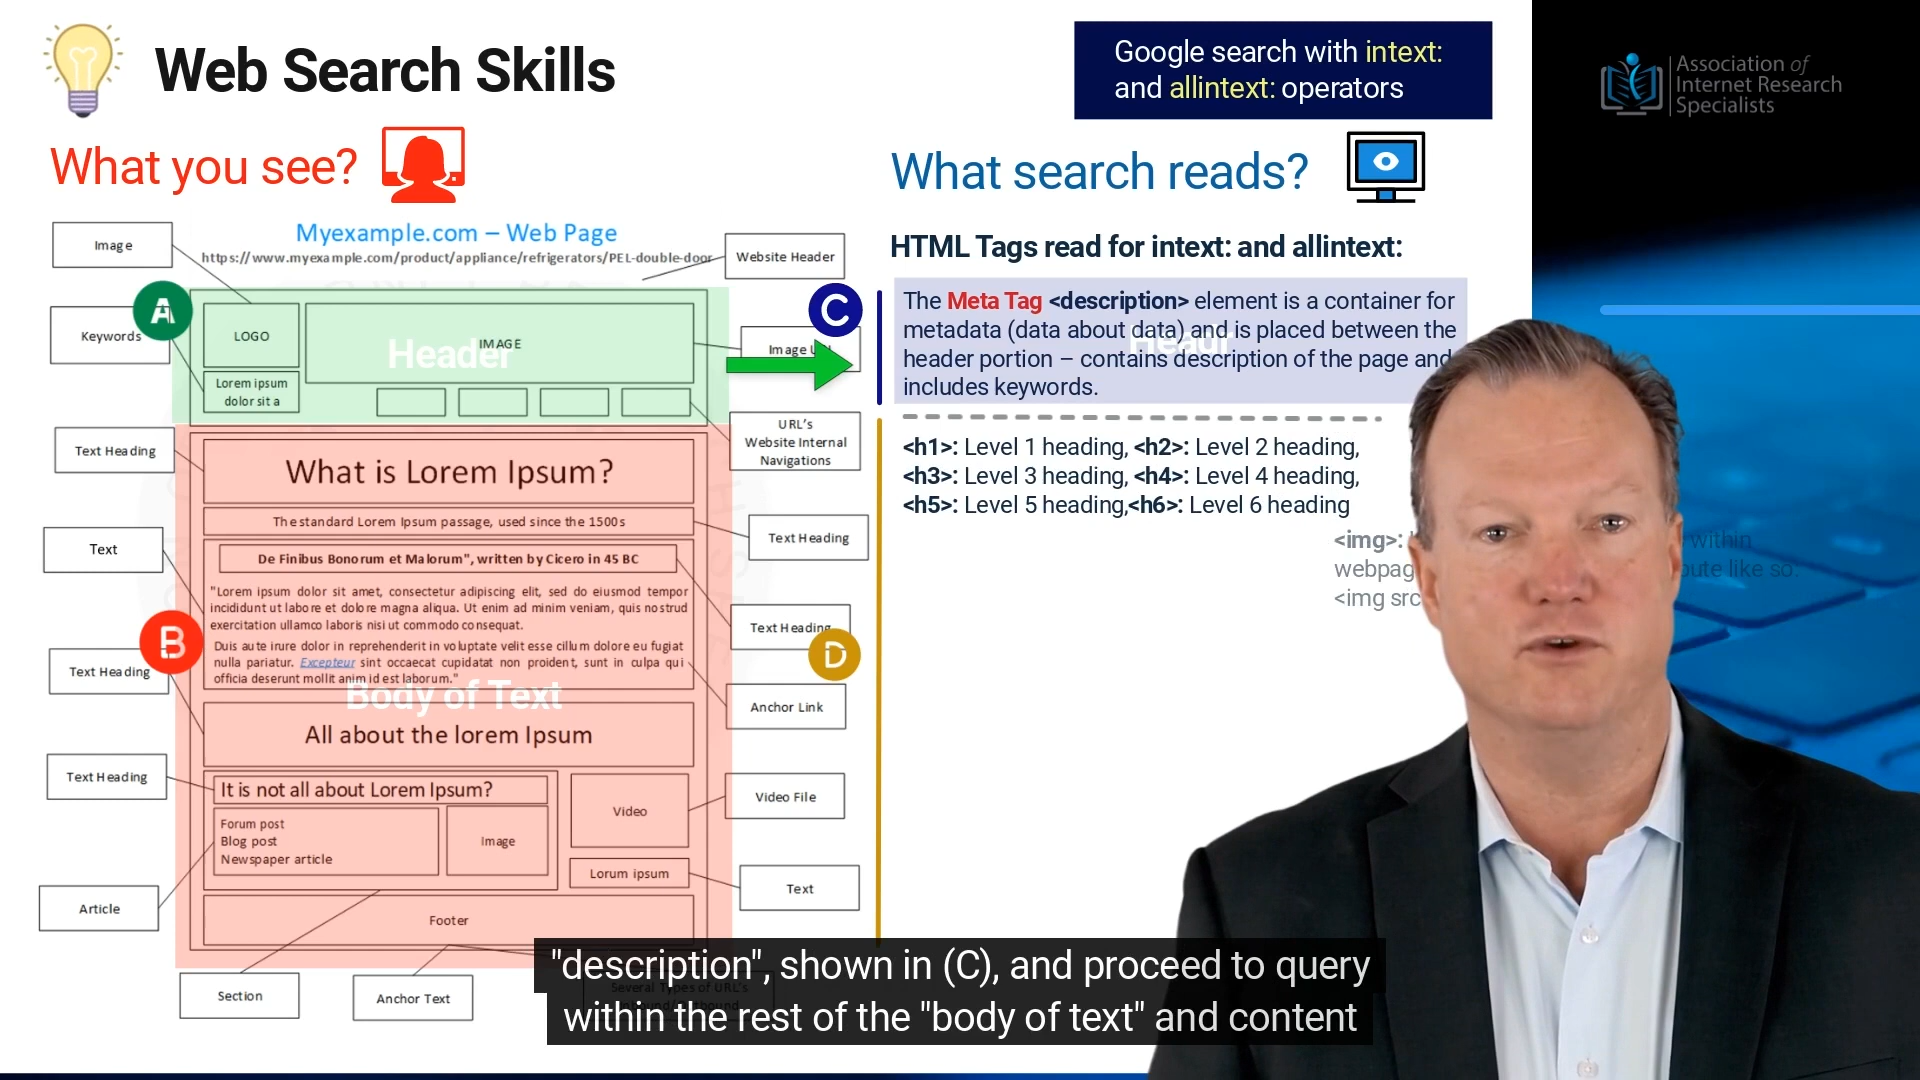 Web Search Skills
Google search with intext:
and allintext: operators
Association of
Internet Research
Specialists
What you see?
What search reads?
Myexample.com – Web Page
https://www.myexample.com/product/appliance/refrigerators/PEL-double-door
Image
Website Header
Keywords
A
LOGO
IMAGE
Header
Lorem ipsum
dolor sit a
Image
C
URL's
Website Internal
Navigations
Text Heading
What is Lorem Ipsum?
The standard Lorem Ipsum passage, used since the 1500s
Text Heading
Text
De Finibus Bonorum et Malorum", written by Cicero in 45 BC
"Lorem ipsum dolor sit amet, consectetur adipiscing elit, sed do eiusmod tempor
incididunt ut labore et dolore magna aliqua. Ut enim ad minim veniam, quis nostrud
exercitation ullamco laboris nisi ut commodo consequat.
Duis aute irure dolor in reprehenderit in voluptate velit esse cillum dolore eu fugiat
nulla pariatur. Excepteur sint occaecat cupidatat non proident, sunt in culpa qui
officia deserunt mollit anim id est laborum."
Text Heading
B
D
Text Heading
Body of Text
Anchor Link
All about the lorem Ipsum
Text Heading
It is not all about Lorem Ipsum?
Forum post
Blog post
Newspaper article
Image
Video
Video File
Lorum ipsum
Text
Article
Footer
Section
Anchor Text
Several Types of URL's
HTML Tags read for intext: and allintext:
The Meta Tag <description> element is a container for
metadata (data about data) and is placed between the
header portion – contains description of the page and
includes keywords.
<h1>: Level 1 heading, <h2>: Level 2 heading,
<h3>: Level 3 heading, <h4>: Level 4 heading,
<h5>: Level 5 heading,<h6>: Level 6 heading
<img>: within
like so.
<img src
"description", shown in (C), and proceed to query
within the rest of the "body of text" and content